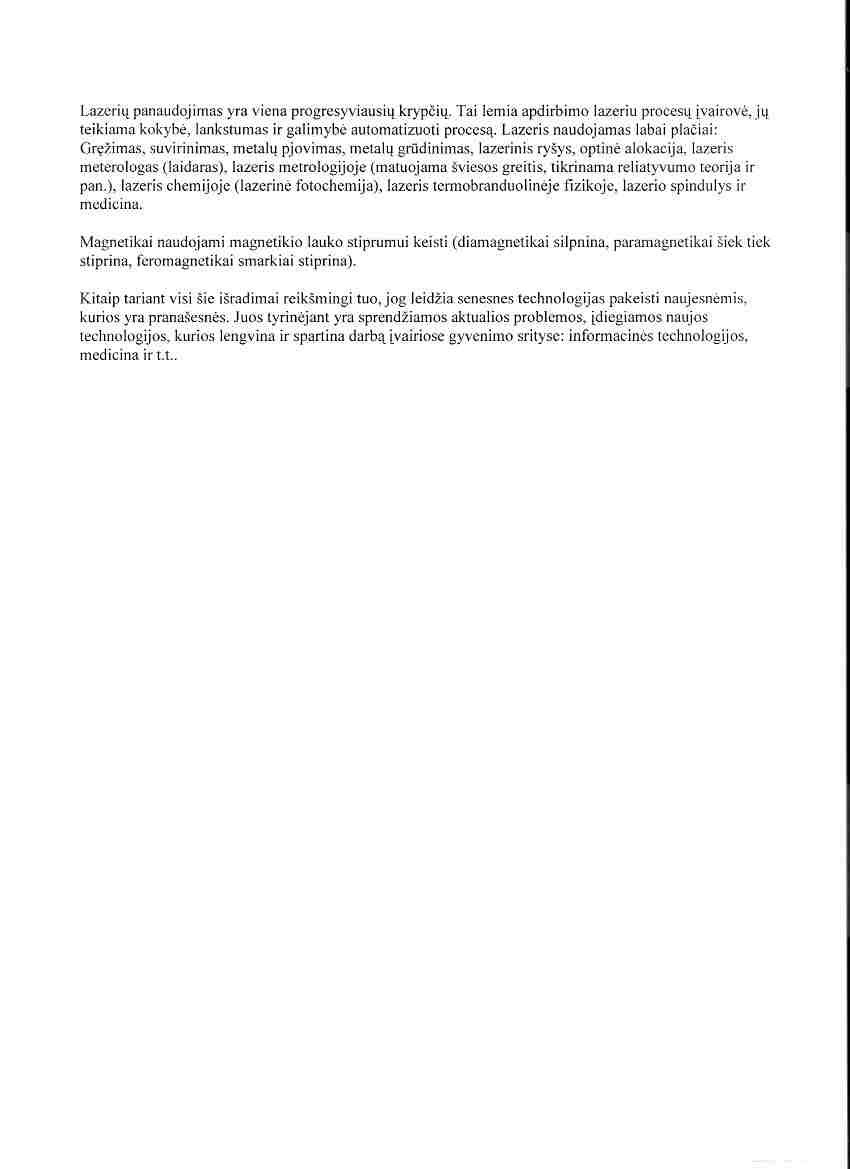 Lazerių panaudojimas yra viena progresyviausių krypčių. Tai lemia apdirbimo lazeriu procesų įvairovė, jų
teikiama kokybė, lankstumas ir galimybė automatizuoti procesą. Lazeris naudojamas labai plačiai:
Gręžimas, suvirinimas, metalų pjovimas, metalų grūdinimas, lazerinis ryšys, optinė alokacija, lazeris
meterologas (laidaras), lazeris metrologijoje (matuojama šviesos greitis, tikrinama reliatyvumo teorija ir
pan.), lazeris chemijoje (lazerinė fotochemija), lazeris termobranduolinėje fizikoje, lazerio spindulys ir
medicina.
Magnetikai naudojami magnetikio lauko stiprumui keisti (diamagnetikai silpnina, paramagnetikai šiek tiek
stiprina, feromagnetikai smarkiai stiprina).
Kitaip tariant visi šie išradimai reikšmingi tuo, jog leidžia senesnes technologijas pakeisti naujesnėmis,
kurios yra pranašesnės. Juos tyrinėjant yra sprendžiamos aktualios problemos, įdiegiamos naujos
technologijos, kurios lengvina ir spartina darbą įvairiose gyvenimo srityse: informacinės technologijos,
medicina ir t.t..